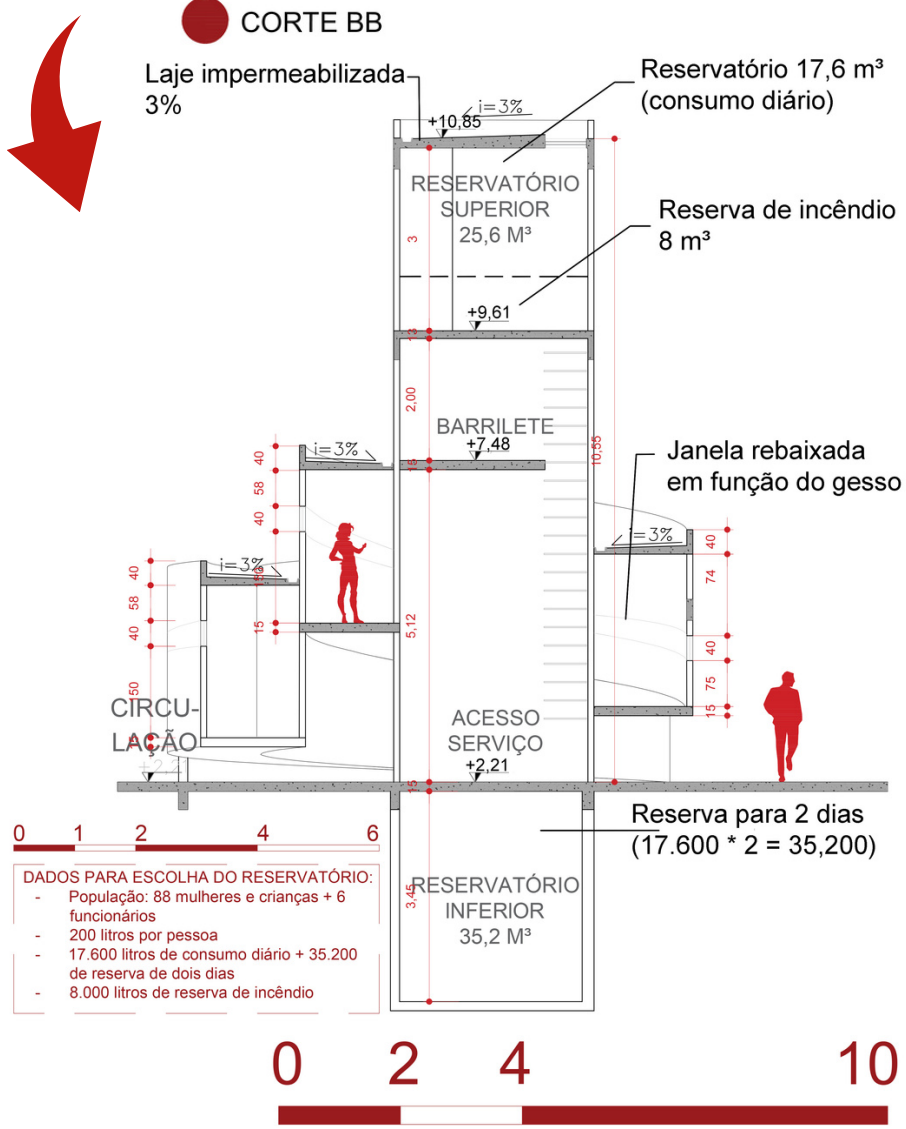 CORTE BB
Laje impermeabilizada
3%
Reservatório 17,6 m³
(consumo diário)
i=3%
+10,85
RESERVATÓRIO
SUPERIOR
25,6 M³
3
Reserva de incêndio
8 m³
+9,61
2,00
BARRILETE
+7,48
15
10,55
Janela rebaixada
em função do gesso
i=3%
40
58
40
15
i=3%
40
58
40
150
i=3%
40
74
40
75
15
5,12
CIRCU-
LAÇÃO
ACESSO
SERVIÇO
+2,21
15
Reserva para 2 dias
(17.600 * 2 = 35,200)
3,45
RESERVATÓRIO
INFERIOR
35,2 M³
0 1 2 4 6
DADOS PARA ESCOLHA DO RESERVATÓRIO:
- População: 88 mulheres e crianças + 6
funcionários
- 200 litros por pessoa
- 17.600 litros de consumo diário + 35.200
de reserva de dois dias
- 8.000 litros de reserva de incêndio
0 2 4 10